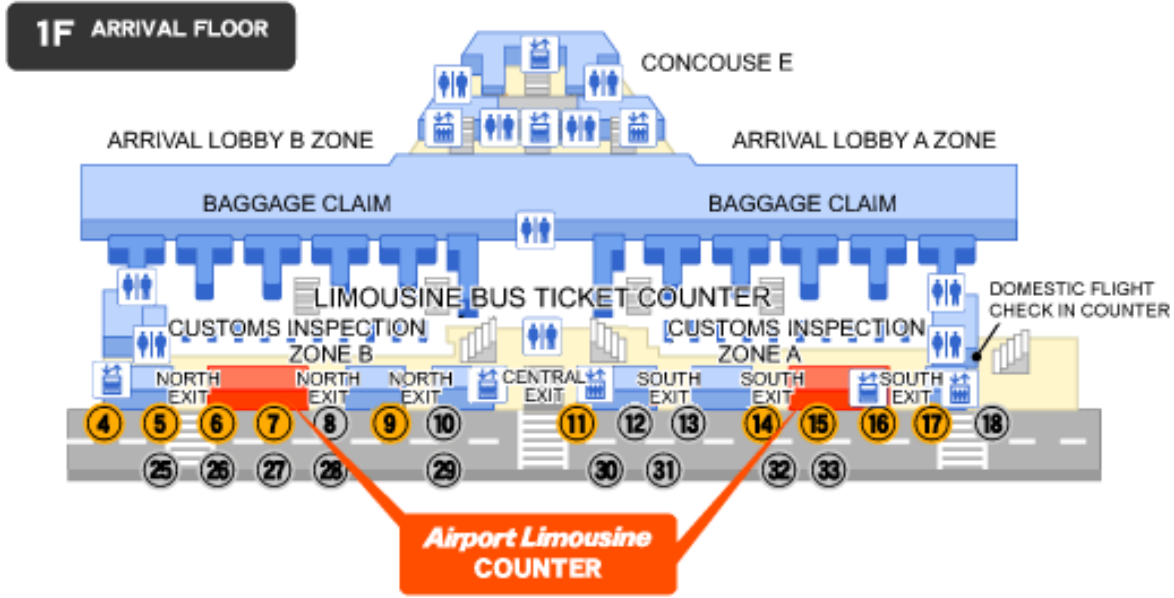 1F ARRIVAL FLOOR
CONCOUSE E
ARRIVAL LOBBY B ZONE
ARRIVAL LOBBY A ZONE
BAGGAGE CLAIM
BAGGAGE CLAIM
LIMOUSINE BUS TICKET COUNTER
DOMESTIC FLIGHT
CHECK IN COUNTER
CUSTOMS INSPECTION
ZONE B
CUSTOMS INSPECTION
ZONE A
NORTH
EXIT
NORTH
EXIT
NORTH
EXIT
CENTRAL
EXIT
SOUTH
EXIT
SOUTH
EXIT
SOUTH
EXIT
4 5 6 7 8 9 10 11 12 13 14 15 16 17 18
25 26 27 28 29 30 31 32 33
Airport Limousine
COUNTER